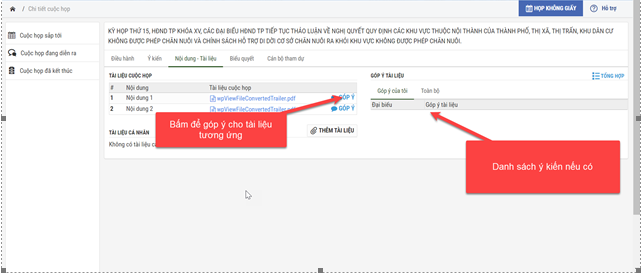 Chi tiết cuộc họp
HỌP KHÔNG GIẤY
Hỗ trợ
Cuộc họp sắp tới
Cuộc họp đang diễn ra
Cuộc họp đã kết thúc
KỲ HỌP THỨ 15, HĐND TP KHÓA XV, CÁC ĐẠI BIỂU HĐND TP TIẾP TỤC THẢO LUẬN VỀ NGHỊ QUYẾT QUY ĐỊNH CÁC KHU VỰC THUỘC NỘI THÀNH CỦA THÀNH PHỐ, THỊ XÃ, THỊ TRẤN, KHU DÂN CƯ
KHÔNG ĐƯỢC PHÉP CHĂN NUÔI VÀ CHÍNH SÁCH HỖ TRỢ DI DỜI CƠ SỞ CHĂN NUÔI RA KHỎI KHU VỰC KHÔNG ĐƯỢC PHÉP CHĂN NUÔI.
Điều hành
Ý kiến
Nội dung - Tài liệu
Biểu quyết
Cán bộ tham dự
TÀI LIỆU CUỘC HỌP
# Nội dung Tài liệu cuộc họp
1 Nội dung 1 wpViewFileConvertedTrailer.pdf GÓP Ý
2 Nội dung 2 wpViewFileConvertedTrailer.pdf GÓP Ý
Bấm để góp ý cho tài liệu
tương ứng
TÀI LIỆU CÁ NHÂN
THÊM TÀI LIỆU
Không có tài liệu
GÓP Ý TÀI LIỆU
TỔNG HỢP
Góp ý của tôi
Toàn bộ
Đại biểu Góp ý tài liệu
Danh sách ý kiến nếu có